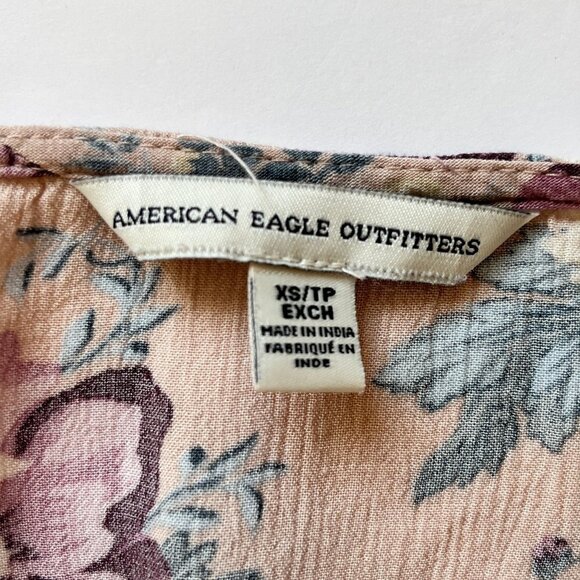 AMERICAN EAGLE OUTFITTERS
XS/TP
EXCH
MADE IN INDIA
FABRIQUÉ EN
INDE